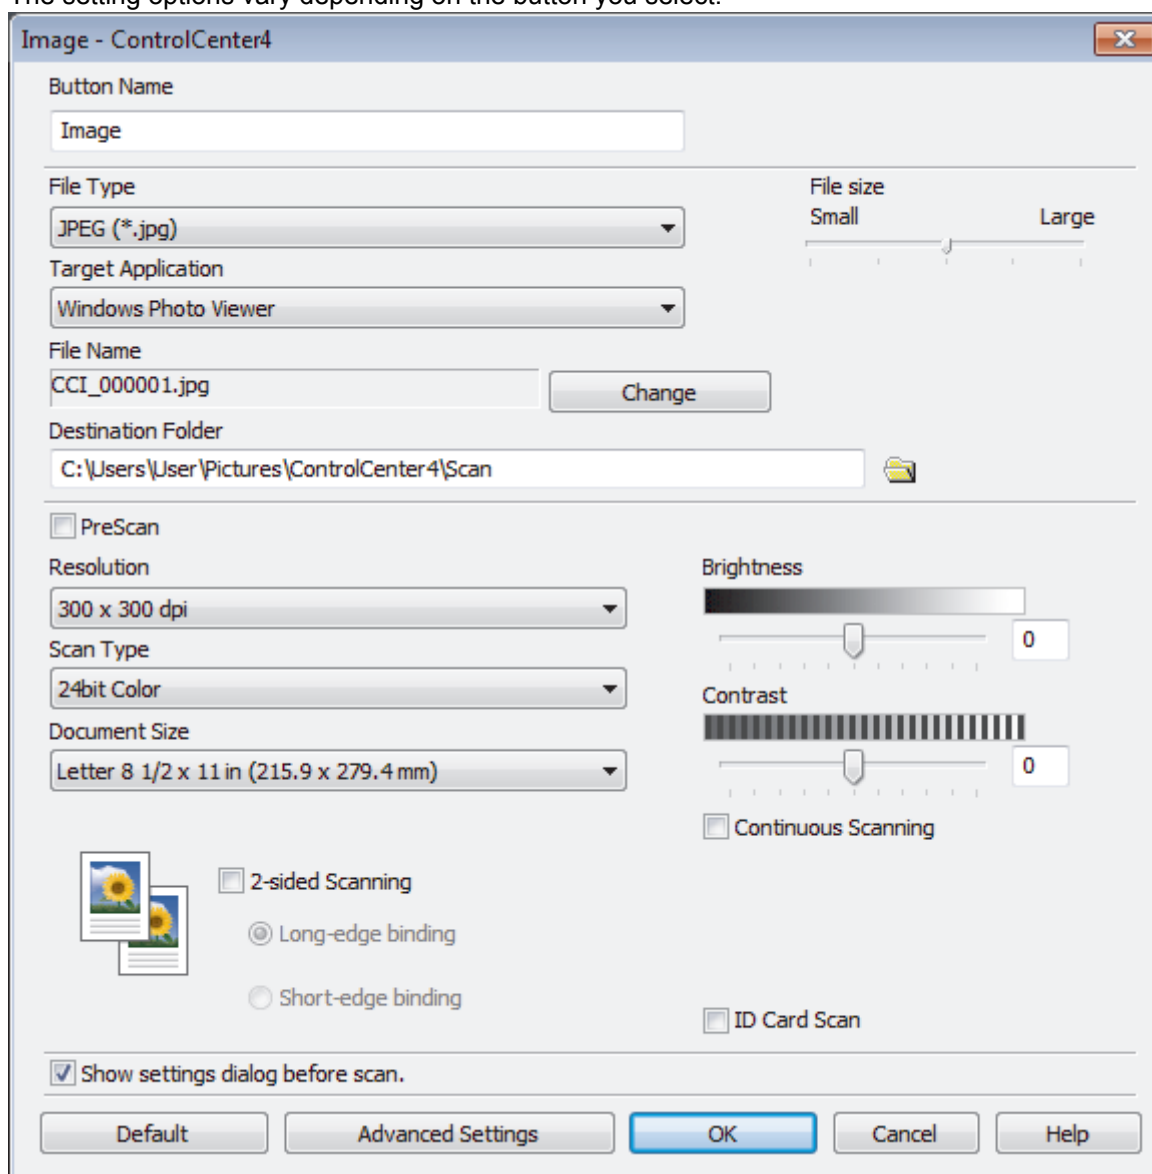 The setting options vary depending on the button you select.
Image - ControlCenter4
Button Name
Image
File Type
File size
JPEG (*.jpg)
Small Large
Target Application
Windows Photo Viewer
File Name
CCI_000001.jpg
Change
Destination Folder
C:\Users\User\Pictures\ControlCenter4\Scan
PreScan
Resolution
Brightness
300 x 300 dpi
0
Scan Type
24bit Color
Contrast
Document Size
Letter 8 1/2 x 11 in (215.9 x 279.4 mm)
0
Continuous Scanning
2-sided Scanning
Long-edge binding
Short-edge binding
ID Card Scan
Show settings dialog before scan.
Default Advanced Settings OK Cancel Help